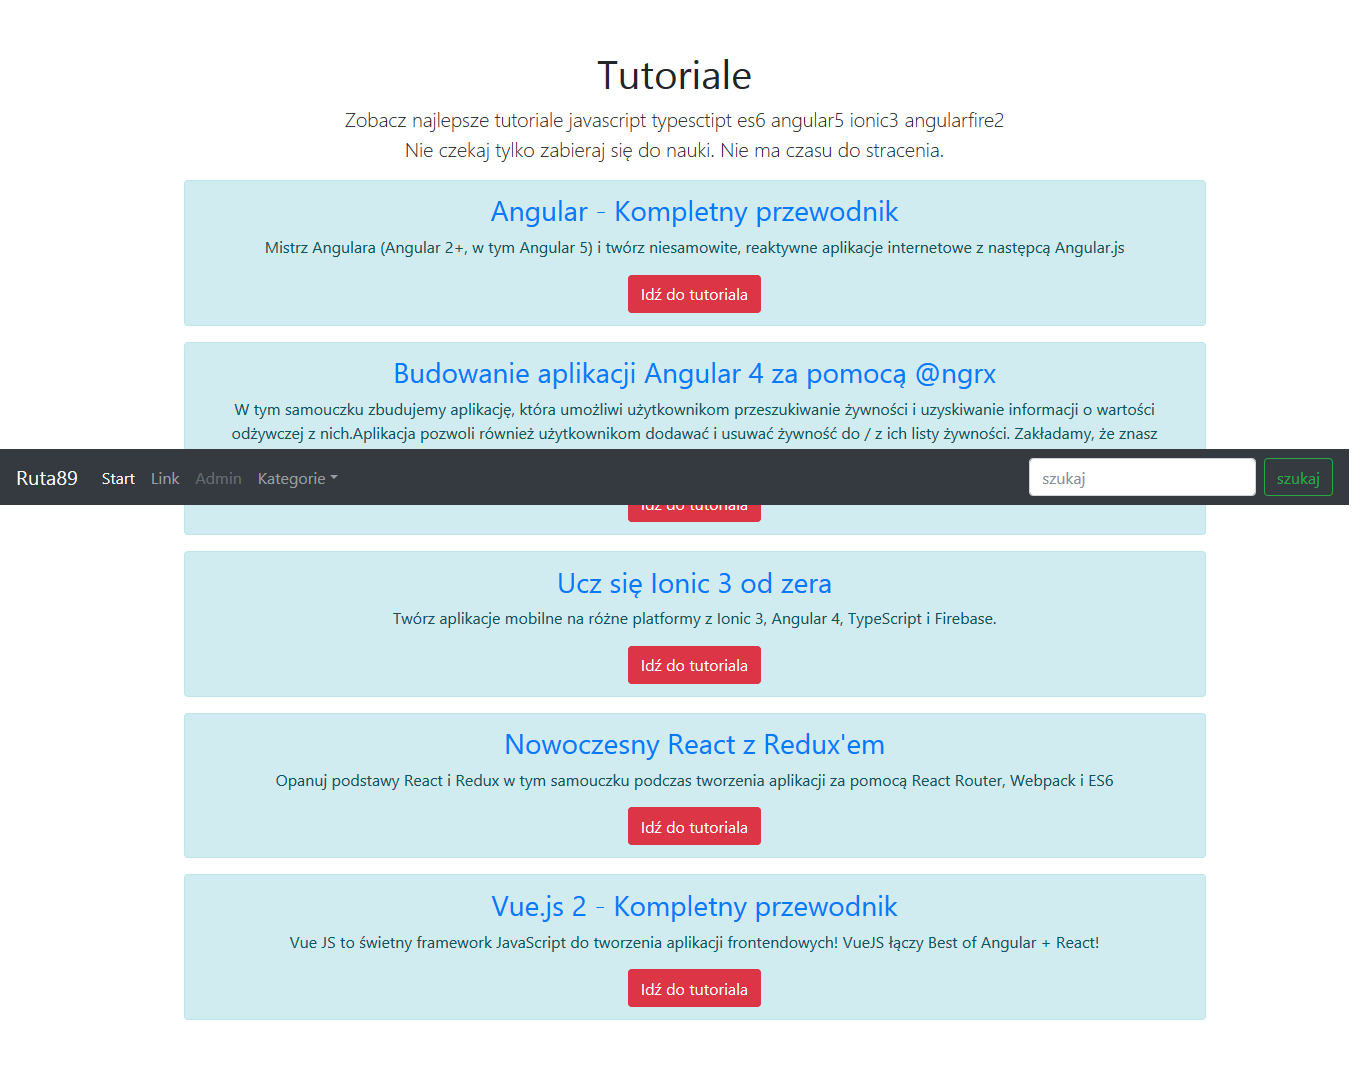 Tutoriale
Zobacz najlepsze tutoriale javascript typesctipt es6 angular5 ionic3 angularfire2
Nie czekaj tylko zabieraj się do nauki. Nie ma czasu do stracenia.
Angular - Kompletny przewodnik
Mistrz Angulara (Angular 2+, w tym Angular 5) i twórz niesamowite, reaktywne aplikacje internetowe z następcą Angular.js
Idź do tutoriala
Budowanie aplikacji Angular 4 za pomocą @ngrx
W tym samouczku zbudujemy aplikację, która umożliwi użytkownikom przeszukiwanie żywności i uzyskiwanie informacji o wartości
odżywczej z nich.Aplikacja pozwoli również użytkownikom dodawać i usuwać żywność do / z ich listy żywności. Zakładamy, że znasz
Ruta89 Start Link Admin Kategorie szukaj szukaj
Idź do tutoriala
Ucz się Ionic 3 od zera
Twórz aplikacje mobilne na różne platformy z Ionic 3, Angular 4, TypeScript i Firebase.
Idź do tutoriala
Nowoczesny React z Redux'em
Opanuj podstawy React i Redux w tym samouczku podczas tworzenia aplikacji za pomocą React Router, Webpack i ES6
Idź do tutoriala
Vue.js 2 - Kompletny przewodnik
Vue JS to świetny framework JavaScript do tworzenia aplikacji frontendowych! VueJS łączy Best of Angular + React!
Idź do tutoriala